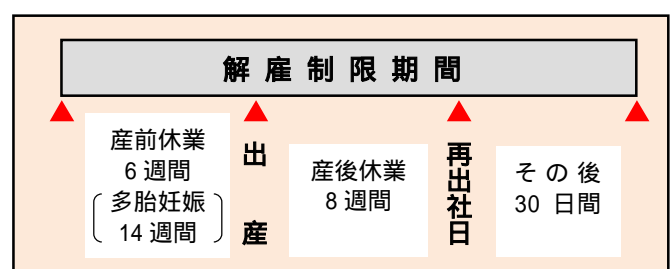 解雇制限期間
産前休業
6週間
(多胎妊娠
14週間)
出産
産後休業
8週間
再出社日
その後
30日間